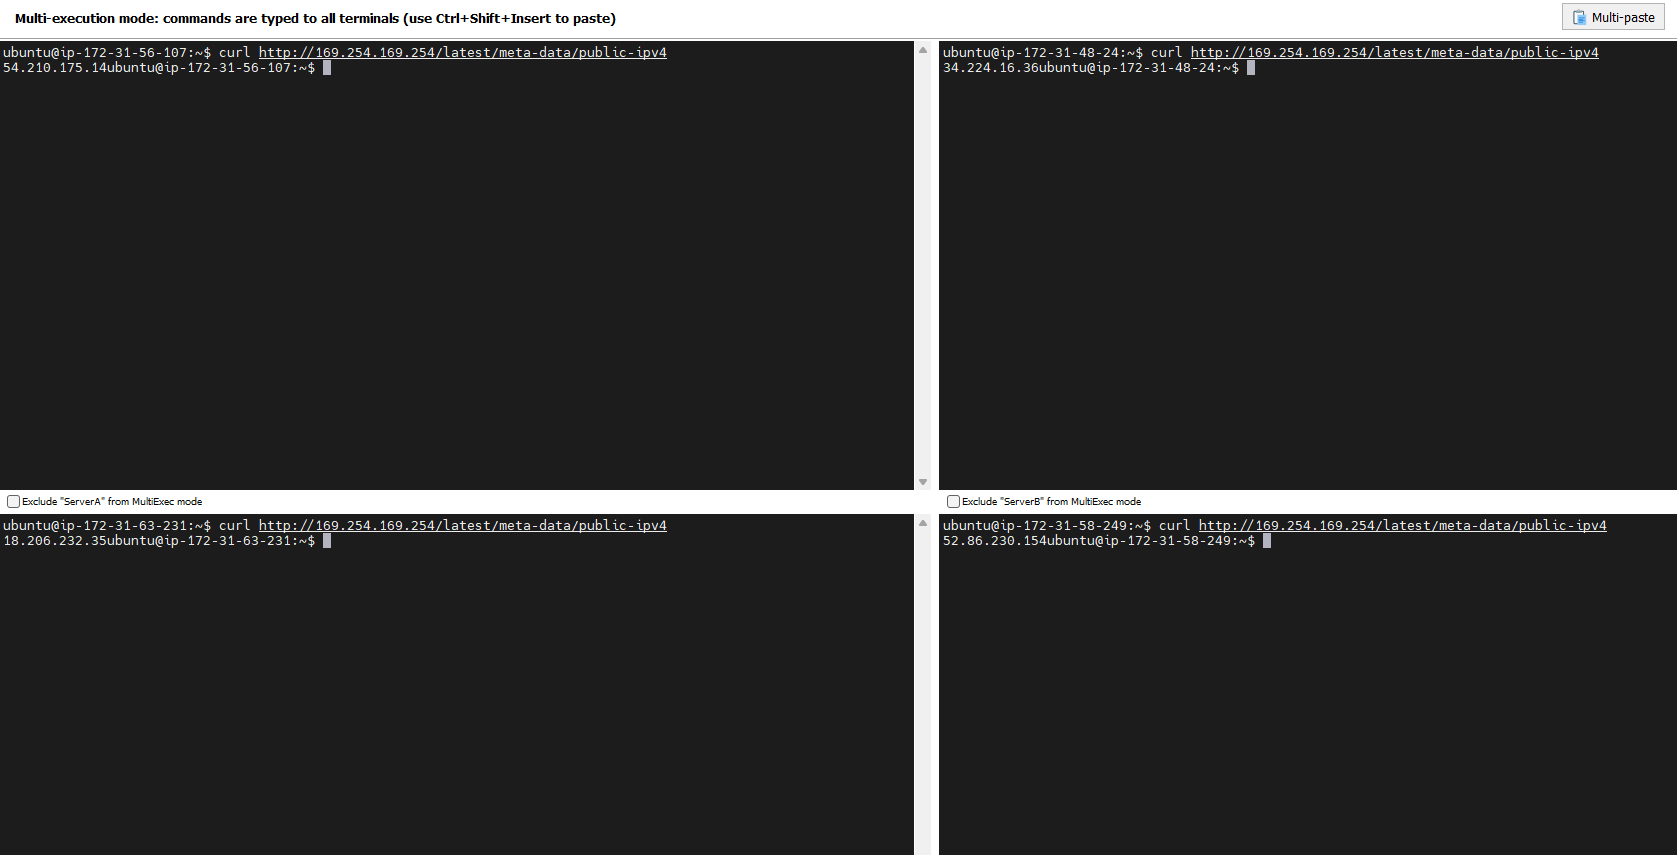 Multi-execution mode: commands are typed to all terminals (use Ctrl+Shift+Insert to paste)
Multi-paste
ubuntu@ip-172-31-56-107:~$ curl http://169.254.169.254/latest/meta-data/public-ipv4
54.210.175.14ubuntu@ip-172-31-56-107:~$
ubuntu@ip-172-31-48-24:~$ curl http://169.254.169.254/latest/meta-data/public-ipv4
34.224.16.36ubuntu@ip-172-31-48-24:~$
Exclude "ServerA" from MultiExec mode
Exclude "ServerB" from MultiExec mode
ubuntu@ip-172-31-63-231:~$ curl http://169.254.169.254/latest/meta-data/public-ipv4
18.206.232.35ubuntu@ip-172-31-63-231:~$
ubuntu@ip-172-31-58-249:~$ curl http://169.254.169.254/latest/meta-data/public-ipv4
52.86.230.154ubuntu@ip-172-31-58-249:~$